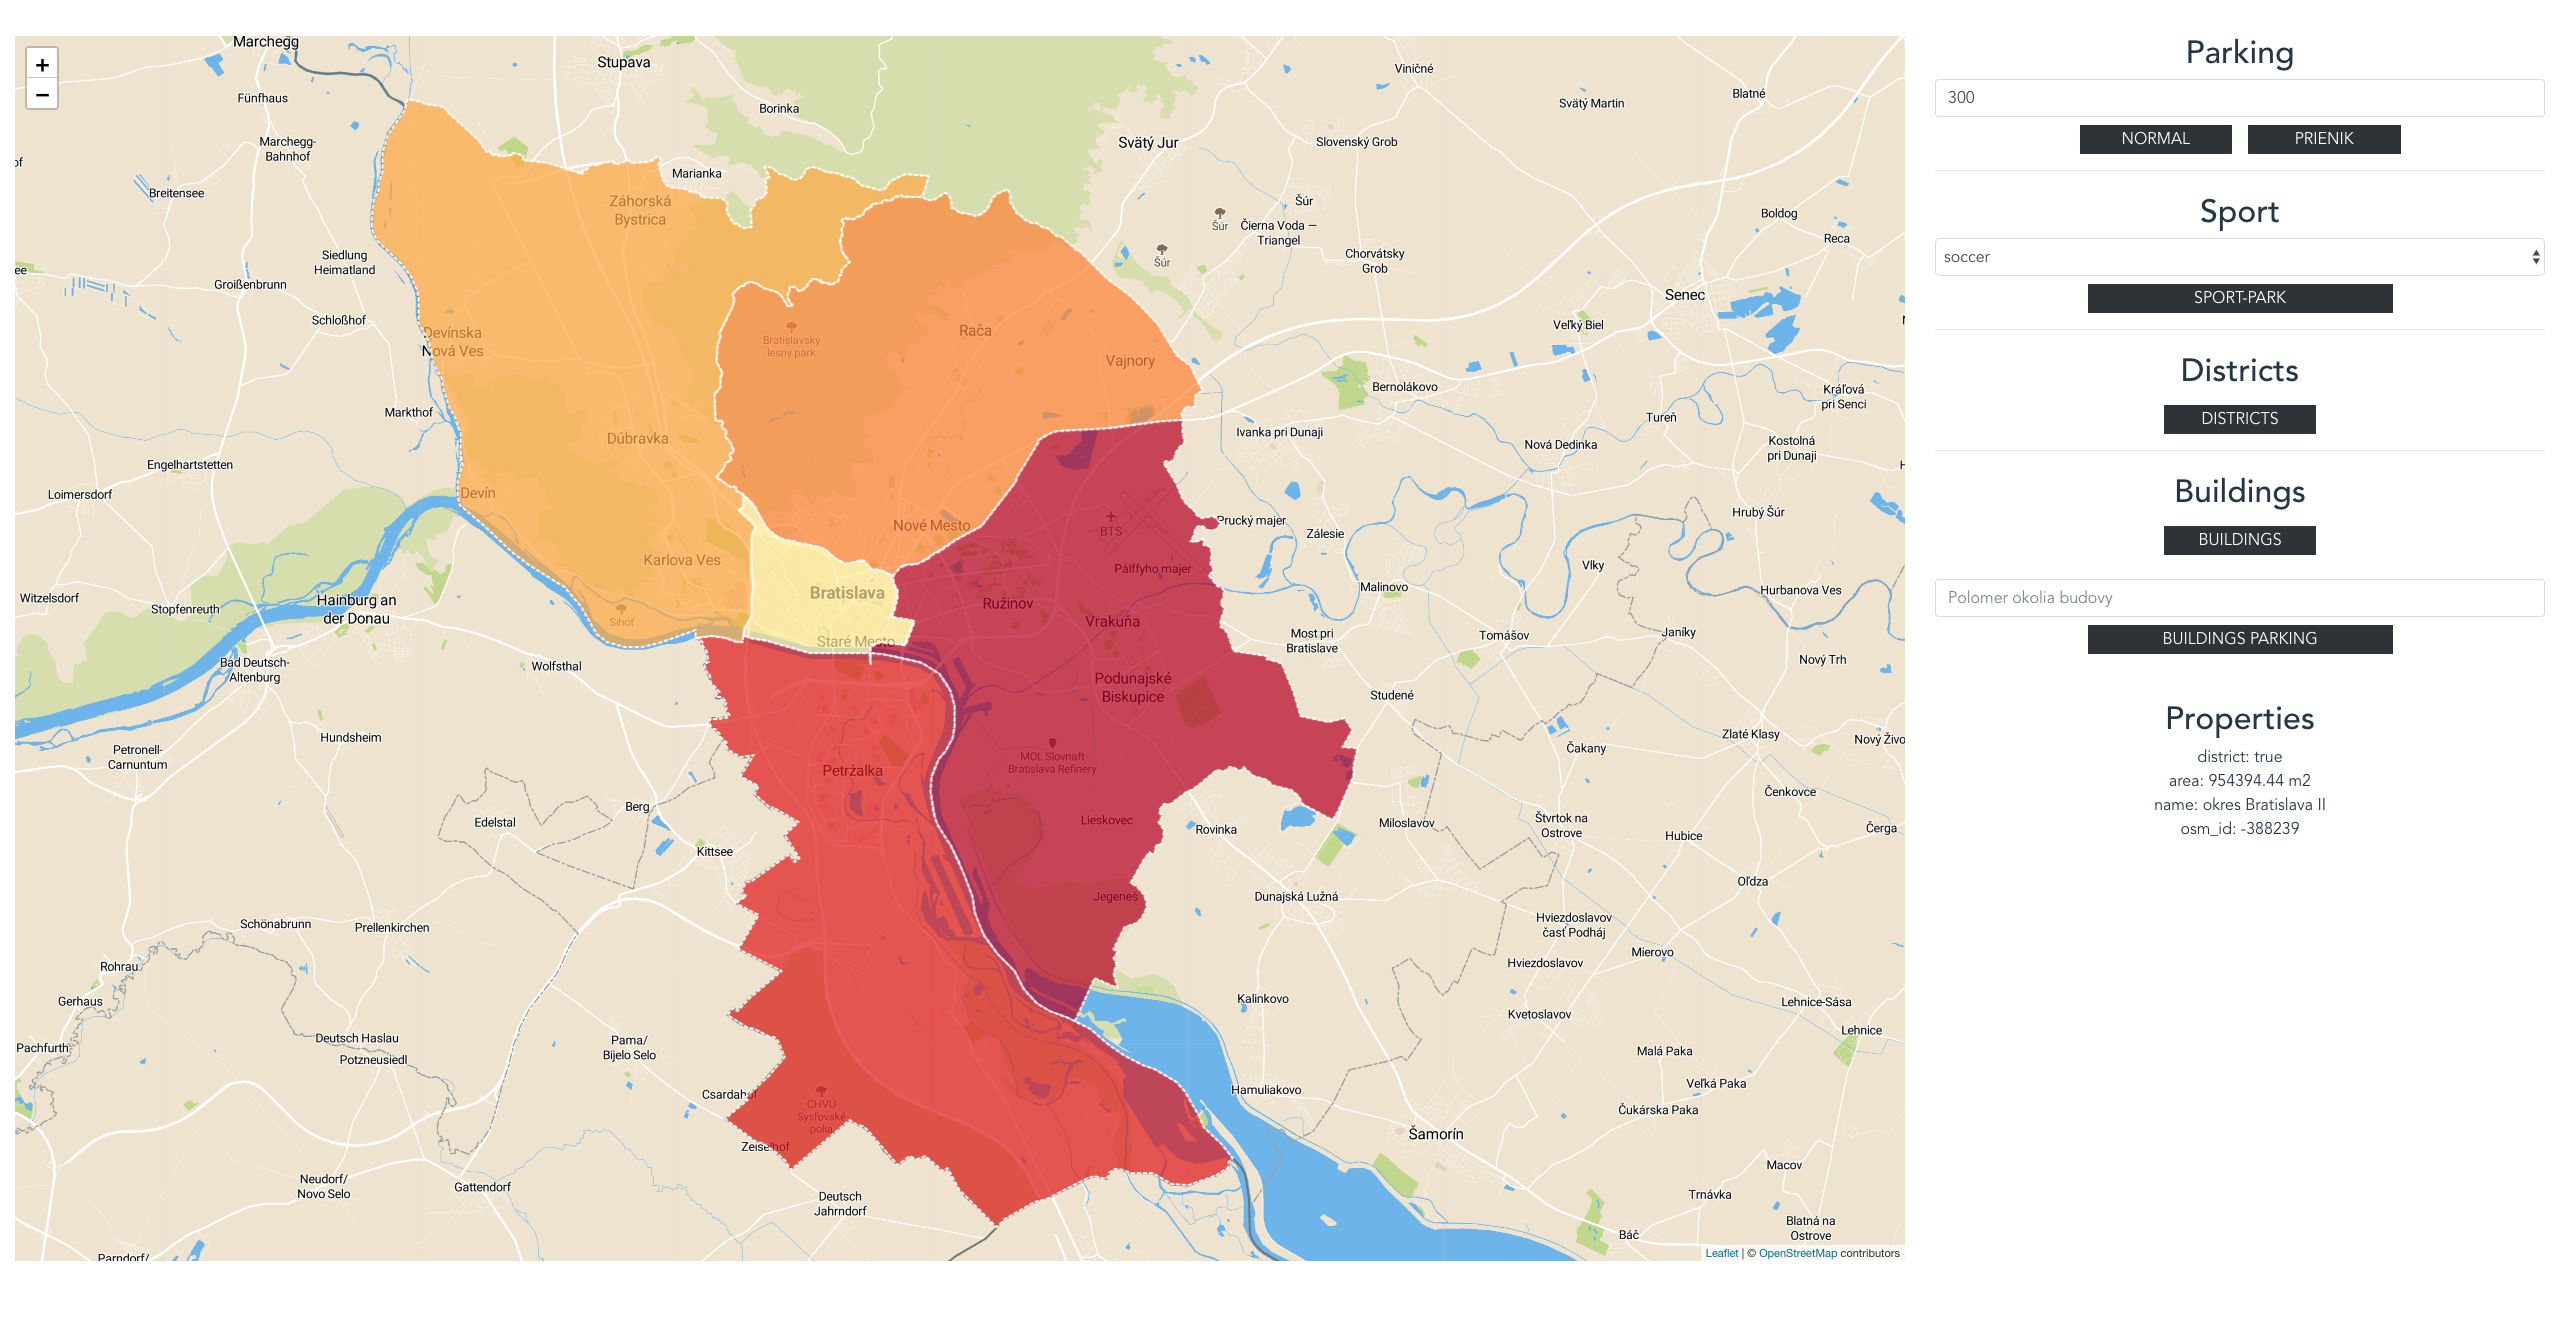 +
−
Marchegg
Stupava
Viničné
Fünfhaus
Borinka
Blatné
Svätý Martin
Marchegg-
Bahnhof
Svätý Jur
Slovenský Grob
of
Marianka
Breitensee
Záhorská
Bystrica
Šúr
Šúr
Čierna Voda —
Triangel
Boldog
Reca
Siedlung
Heimatland
Šúr
Chorvátsky
Grob
ee
Groißenbrunn
Senec
Schloßhof
Devínska
Nová Ves
Bratislavský
lesný park
Rača
Veľký Biel
Vajnory
Bernolákovo
Kráľová
pri Senci
Markthof
Tureň
Dúbravka
Ivanka pri Dunaji
Nová Dedinka
Kostolná
pri Dunaji
Engelhartstetten
Loimersdorf
Devín
Nové Mesto
BTS
Prucký majer
Hrubý Šúr
Zálesie
Karlova Ves
Pálffyho majer
Vlky
Malinovo
Hurbanova Ves
Witzelsdorf
Stopfenreuth
Hainburg an
der Donau
Bratislava
Ružinov
Sihoť
Vrakuňa
Staré Mesto
Most pri
Bratislave
Tomášov
Janíky
Bad Deutsch-
Altenburg
Wolfsthal
Nový Trh
Podunajské
Biskupice
Studené
Hundsheim
Petronell-
Carnuntum
MOL Slovnaft
Bratislava Refinery
Zlaté Klasy
Nový Živo
Čakany
Petržalka
Berg
Čenkovce
Edelstal
Lieskovec
Rovinka
Miloslavov
Štvrtok na
Ostrove
Hubice
Čerga
Kittsee
Jegeneš
Dunajská Lužná
Oľdza
Schönabrunn
Prellenkirchen
Hviezdoslavov
časť Podháj
Mierovo
Rohrau
Hviezdoslavov
Gerhaus
Kalinkovo
Lehnice-Sása
Kvetoslavov
Deutsch Haslau
Lehnice
Pachfurth
Potzneusiedl
Pama/
Bijelo Selo
Malá Paka
Veľká Paka
Csardahof
CHVÚ
Sysľovské
polia
Hamuliakovo
Čukárska Paka
Šamorín
Zeiselhof
Macov
Neudorf/
Novo Selo
Gattendorf
Deutsch
Jahrndorf
Trnávka
Blatná na
Ostrove
Báč
Parndorf/
Leaflet | © OpenStreetMap contributors
Parking
300
NORMAL PRIENIK
Sport
soccer
SPORT-PARK
Districts
DISTRICTS
Buildings
BUILDINGS
Polomer okolia budovy
BUILDINGS PARKING
Properties
district: true
area: 954394.44 m2
name: okres Bratislava II
osm_id: -388239